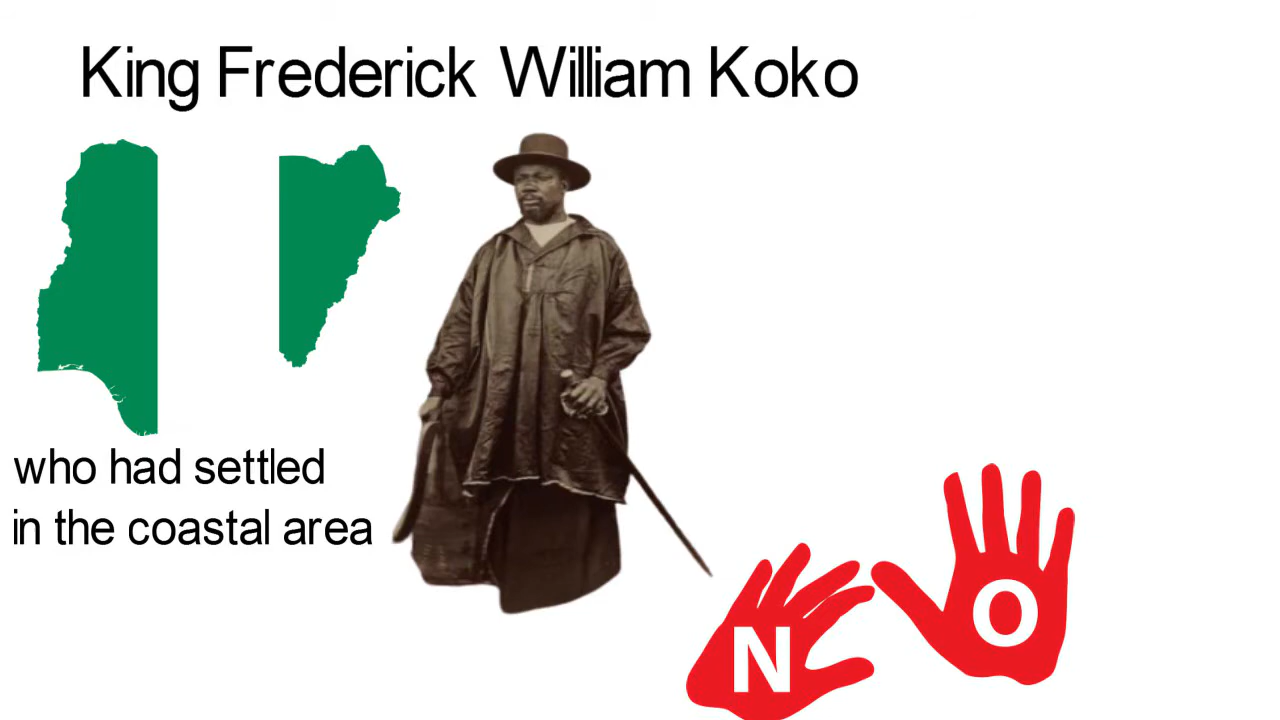 King Frederick William Koko
who had settled
in the coastal area
N O